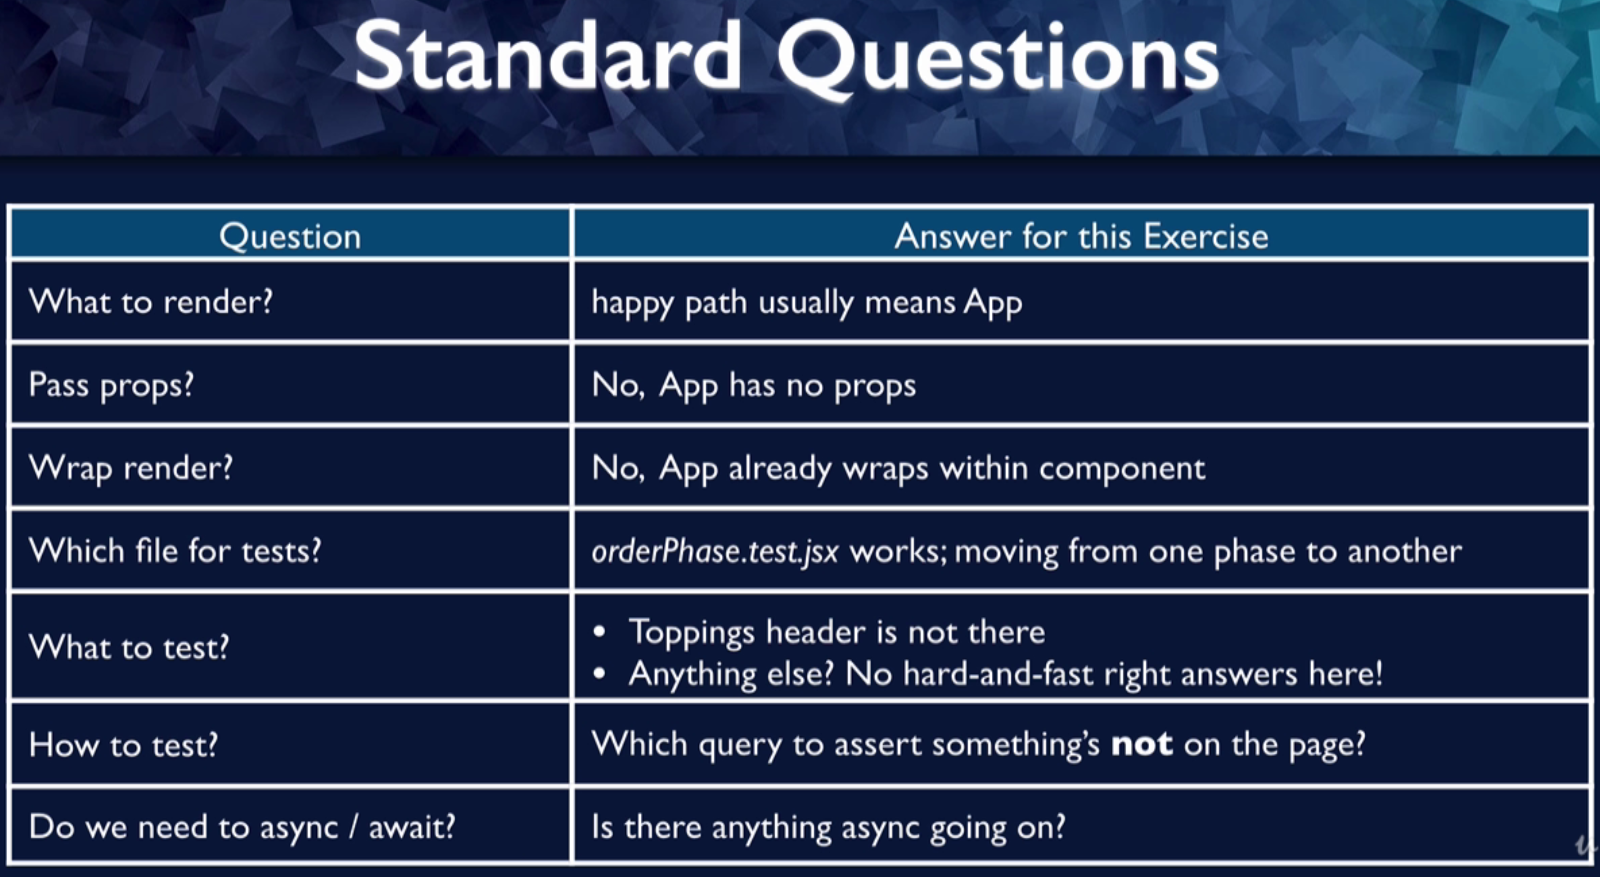 Standard Questions
Question
Answer for this Exercise
What to render?
happy path usually means App
Pass props?
No, App has no props
Wrap render?
No, App already wraps within component
Which file for tests?
orderPhase.test.jsx works; moving from one phase to another
What to test?
• Toppings header is not there
• Anything else? No hard-and-fast right answers here!
How to test?
Which query to assert something's not on the page?
Do we need to async / await?
Is there anything async going on?